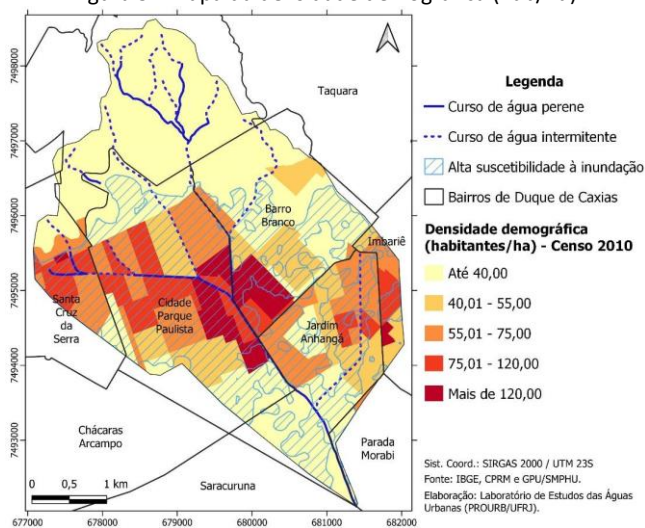 Taquara
Barro
Branco
Imbariê
Santa
Cruz
da
Serra
Cidade
Parque
Paulista
Jardim
Anhangá
Chácaras
Arcampo
Parada
Morabi
Saracuruna
7498000
7497000
7496000
7495000
7494000
7493000
0 0,5 1 km
677000 678000 679000 680000 681000 682000
Legenda
Curso de água perene
Curso de água intermitente
Alta suscetibilidade à inundação
Bairros de Duque de Caxias
Densidade demográfica
(habitantes/ha) - Censo 2010
Até 40,00
40,01 - 55,00
55,01 - 75,00
75,01 - 120,00
Mais de 120,00
Sist. Coord.: SIRGAS 2000 / UTM 23S
Fonte: IBGE, CPRM e GPU/SMPHU.
Elaboração: Laboratório de Estudos das Águas
Urbanas (PROURB/UFRJ).